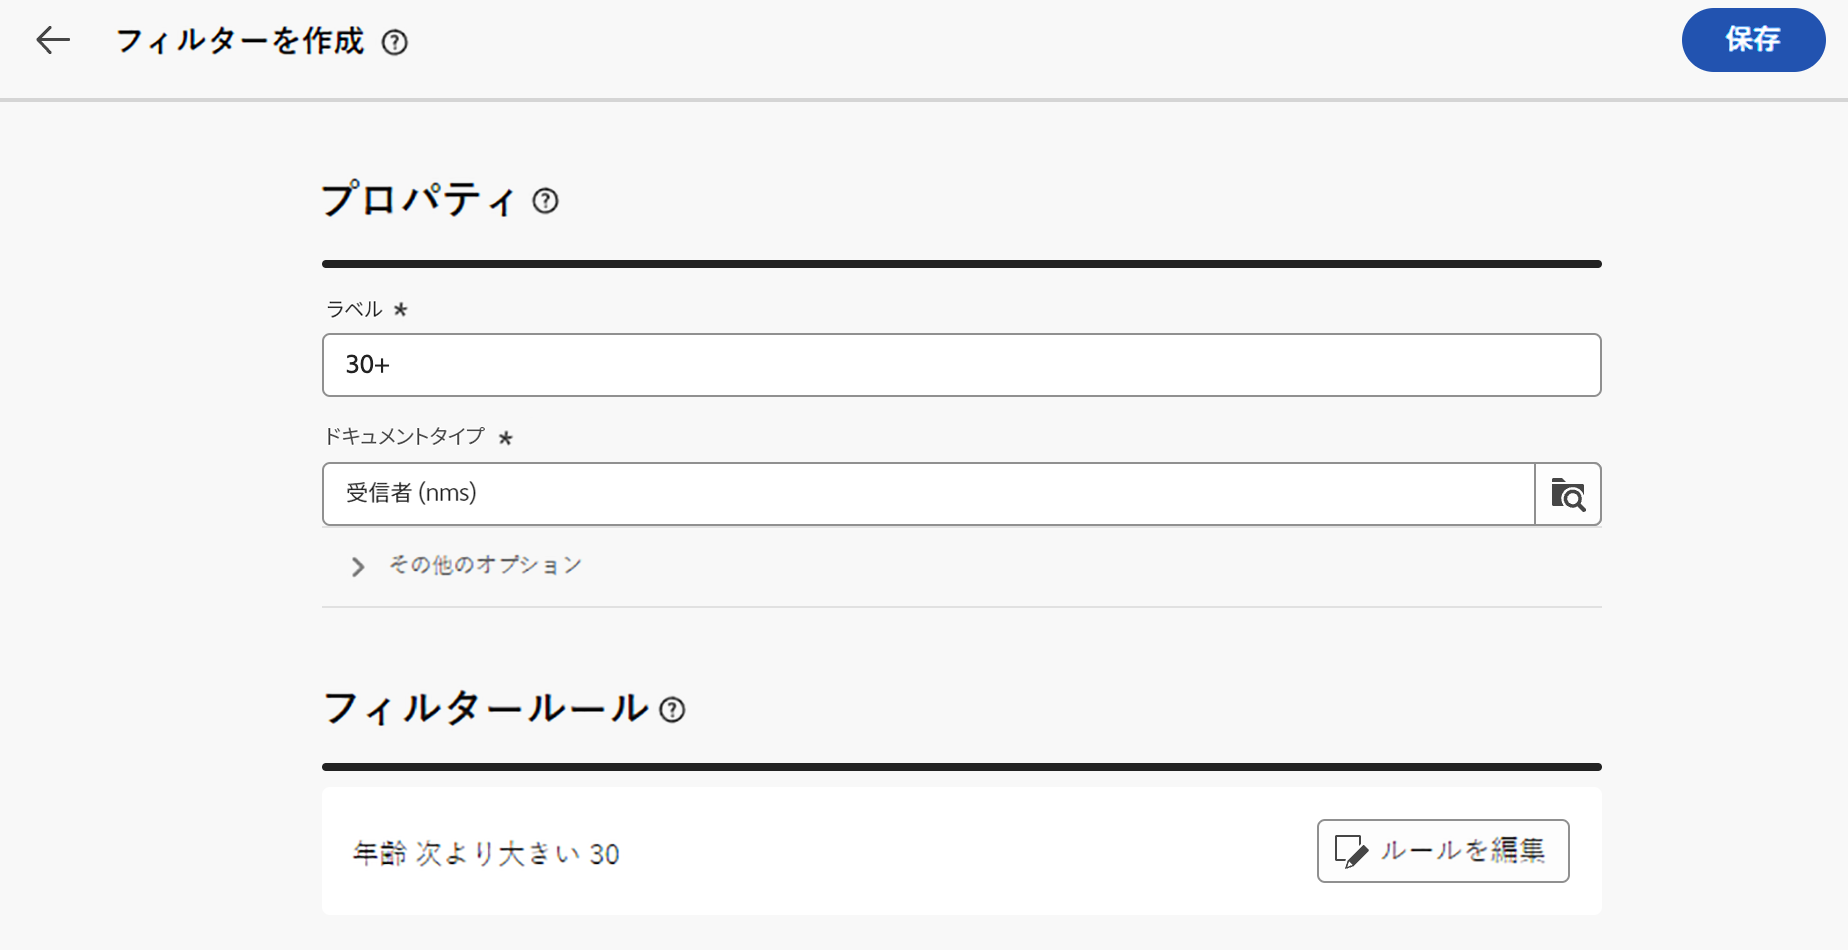 フィルターを作成
保存
プロパティ
ラベル *
30+
ドキュメントタイプ *
受信者 (nms)
その他のオプション
フィルタールール
年齢 次より大きい 30
ルールを編集